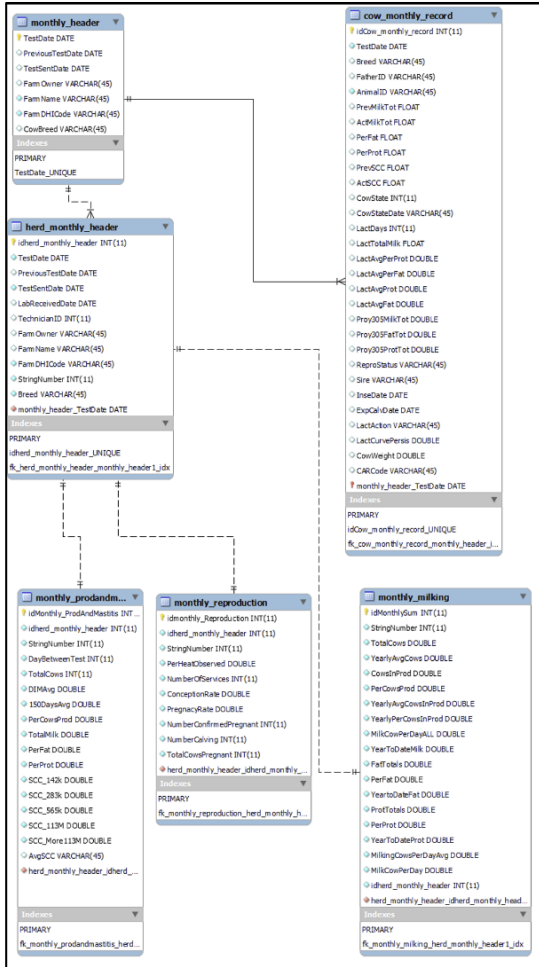 monthly_header
TestDate DATE
PreviousTestDate DATE
TestSentDate DATE
FarmOwner VARCHAR(45)
FarmName VARCHAR(45)
FarmDHICode VARCHAR(45)
CowBreed VARCHAR(45)
Indexes
PRIMARY
TestDate_UNIQUE
herd_monthly_header
idherd_monthly_header INT(11)
TestDate DATE
PreviousTestDate DATE
TestSentDate DATE
LabReceivedDate DATE
TechnicianID INT(11)
FarmOwner VARCHAR(45)
FarmName VARCHAR(45)
FarmDHICode VARCHAR(45)
StringNumber INT(11)
Breed VARCHAR(45)
monthly_header_TestDate DATE
Indexes
PRIMARY
idherd_monthly_header_UNIQUE
fk_herd_monthly_header_monthly_header1_idx
cow_monthly_record
idCow_monthly_record INT(11)
TestDate DATE
Breed VARCHAR(45)
FatherID VARCHAR(45)
AnimalID VARCHAR(45)
PrevMilkTot FLOAT
ActMilkTot FLOAT
PerFat FLOAT
PerProt FLOAT
PrevSCC FLOAT
ActSCC FLOAT
CowState INT(11)
CowStateDate VARCHAR(45)
LactDays INT(11)
LactTotalMilk FLOAT
LactAvgPerProt DOUBLE
LactAvgPerFat DOUBLE
LactAvgProt DOUBLE
LactAvgFat DOUBLE
Proy305MilkTot DOUBLE
Proy305FatTot DOUBLE
Proy305ProtTot DOUBLE
ReproStatus VARCHAR(45)
Sire VARCHAR(45)
InseDate DATE
ExpCalvDate DATE
LactAction VARCHAR(45)
LactCurvePersis DOUBLE
CowWeight DOUBLE
CARCode VARCHAR(45)
monthly_header_TestDate DATE
Indexes
PRIMARY
idCow_monthly_record_UNIQUE
fk_cow_monthly_record_monthly_header_i...
monthly_prodandm...
idMonthly_ProdAndMastitis INT...
idherd_monthly_header INT(11)
StringNumber INT(11)
DayBetweenTest INT(11)
TotalCows INT(11)
DIMAvg DOUBLE
150DaysAvg DOUBLE
PerCowsProd DOUBLE
TotalMilk DOUBLE
PerFat DOUBLE
PerProt DOUBLE
SCC_142k DOUBLE
SCC_283k DOUBLE
SCC_565k DOUBLE
SCC_113M DOUBLE
SCC_More113M DOUBLE
AvgSCC VARCHAR(45)
herd_monthly_header_idherd_...
Indexes
PRIMARY
fk_monthly_prodandmastitis_herd...
monthly_reproduction
idmonthly_Reproduction INT(11)
idherd_monthly_header INT(11)
StringNumber INT(11)
PerHeatObserved DOUBLE
NumberOfServices INT(11)
ConceptionRate DOUBLE
PregnacyRate DOUBLE
NumberConfirmedPregnant INT(11)
NumberCalving INT(11)
TotalCowsPregnant INT(11)
herd_monthly_header_idherd_monthly_...
Indexes
PRIMARY
fk_monthly_reproduction_herd_monthly_h...
monthly_milking
idMonthlySum INT(11)
StringNumber INT(11)
TotalCows DOUBLE
YearlyAvgCows DOUBLE
CowsInProd DOUBLE
PerCowsProd DOUBLE
YearlyAvgCowsInProd DOUBLE
YearlyPerCowsInProd DOUBLE
MilkCowPerDayALL DOUBLE
YearToDateMilk DOUBLE
FatTotals DOUBLE
PerFat DOUBLE
YeartoDateFat DOUBLE
ProtTotals DOUBLE
PerProt DOUBLE
YearToDateProt DOUBLE
MilkingCowsPerDayAvg DOUBLE
MilkCowPerDay DOUBLE
idherd_monthly_header INT(11)
herd_monthly_header_idherd_monthly_head...
Indexes
PRIMARY
fk_monthly_milking_herd_monthly_header1_idx